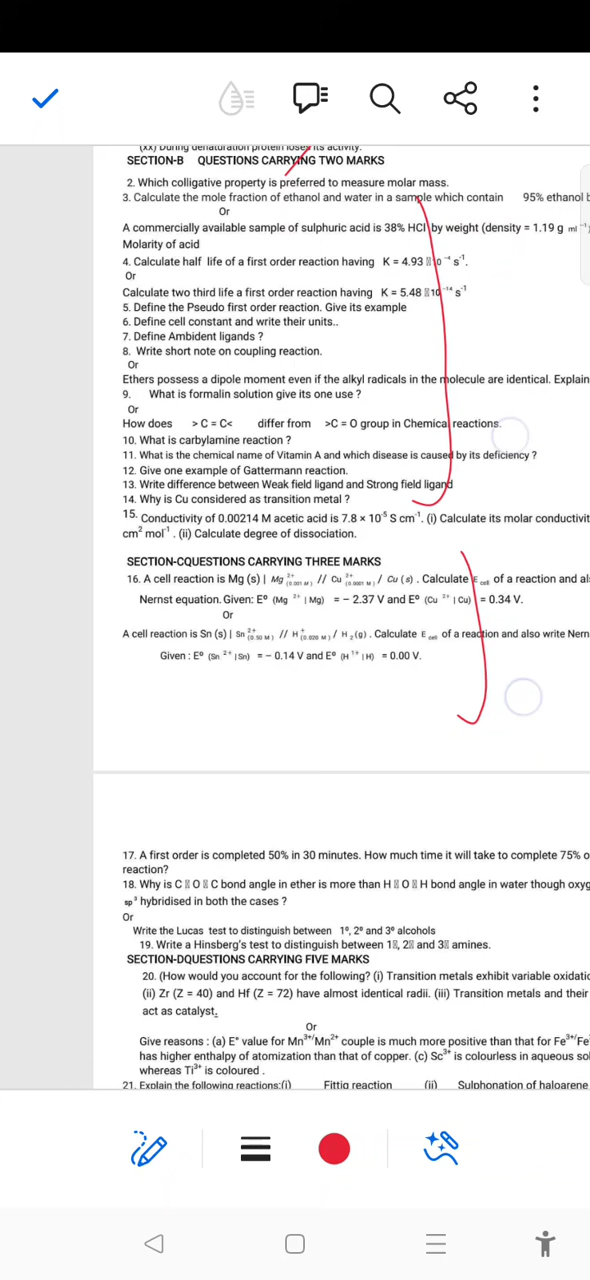 (xx) During denaturation protein loses its activity.
SECTION-B QUESTIONS CARRYING TWO MARKS
2. Which colligative property is preferred to measure molar mass.
3. Calculate the mole fraction of ethanol and water in a sample which contain 95% ethanol b
Or
A commercially available sample of sulphuric acid is 38% HCl by weight (density = 1.19 g ml⁻¹)
Molarity of acid
4. Calculate half life of a first order reaction having K = 4.93 10⁻⁴ s⁻¹.
Or
Calculate two third life a first order reaction having K = 5.48 10⁻¹⁴ s⁻¹
5. Define the Pseudo first order reaction. Give its example
6. Define cell constant and write their units..
7. Define Ambident ligands ?
8. Write short note on coupling reaction.
Or
Ethers possess a dipole moment even if the alkyl radicals in the molecule are identical. Explain
9. What is formalin solution give its one use ?
Or
How does >C = C< differ from >C = O group in Chemical reactions.
10. What is carbylamine reaction ?
11. What is the chemical name of Vitamin A and which disease is caused by its deficiency ?
12. Give one example of Gattermann reaction.
13. Write difference between Weak field ligand and Strong field ligand
14. Why is Cu considered as transition metal ?
15. Conductivity of 0.00214 M acetic acid is 7.8 × 10⁻⁵ S cm⁻¹. (i) Calculate its molar conductivit
cm² mol⁻¹. (ii) Calculate degree of dissociation.
SECTION-CQUESTIONS CARRYING THREE MARKS
16. A cell reaction is Mg (s) | Mg²⁺(0.001 M) // Cu²⁺(0.0001 M) / Cu (s) . Calculate E cell of a reaction and al
Nernst equation. Given: E⁰ (Mg ²⁺ | Mg) = − 2.37 V and E⁰ (Cu ²⁺ | Cu) = 0.34 V.
Or
A cell reaction is Sn (s) | Sn²⁺(0.50 M) // H⁺(0.020 M) / H₂(g) . Calculate E cell of a reaction and also write Nern
Given : E⁰ (Sn ²⁺ | Sn) = − 0.14 V and E⁰ (H ¹⁺ | H) = 0.00 V.
17. A first order is completed 50% in 30 minutes. How much time it will take to complete 75% o
reaction?
18. Why is C O C bond angle in ether is more than H O H bond angle in water though oxyg
sp³ hybridised in both the cases ?
Or
Write the Lucas test to distinguish between 1⁰, 2⁰ and 3⁰ alcohols
19. Write a Hinsberg's test to distinguish between 1, 2 and 3 amines.
SECTION-DQUESTIONS CARRYING FIVE MARKS
20. (How would you account for the following? (i) Transition metals exhibit variable oxidatio
(ii) Zr (Z = 40) and Hf (Z = 72) have almost identical radii. (iii) Transition metals and their
act as catalyst.
Or
Give reasons : (a) E° value for Mn³⁺/Mn²⁺ couple is much more positive than that for Fe³⁺/Fe
has higher enthalpy of atomization than that of copper. (c) Sc³⁺ is colourless in aqueous so
whereas Ti³⁺ is coloured .
21. Explain the following reactions:(i) Fittig reaction (ii) Sulphonation of haloarene